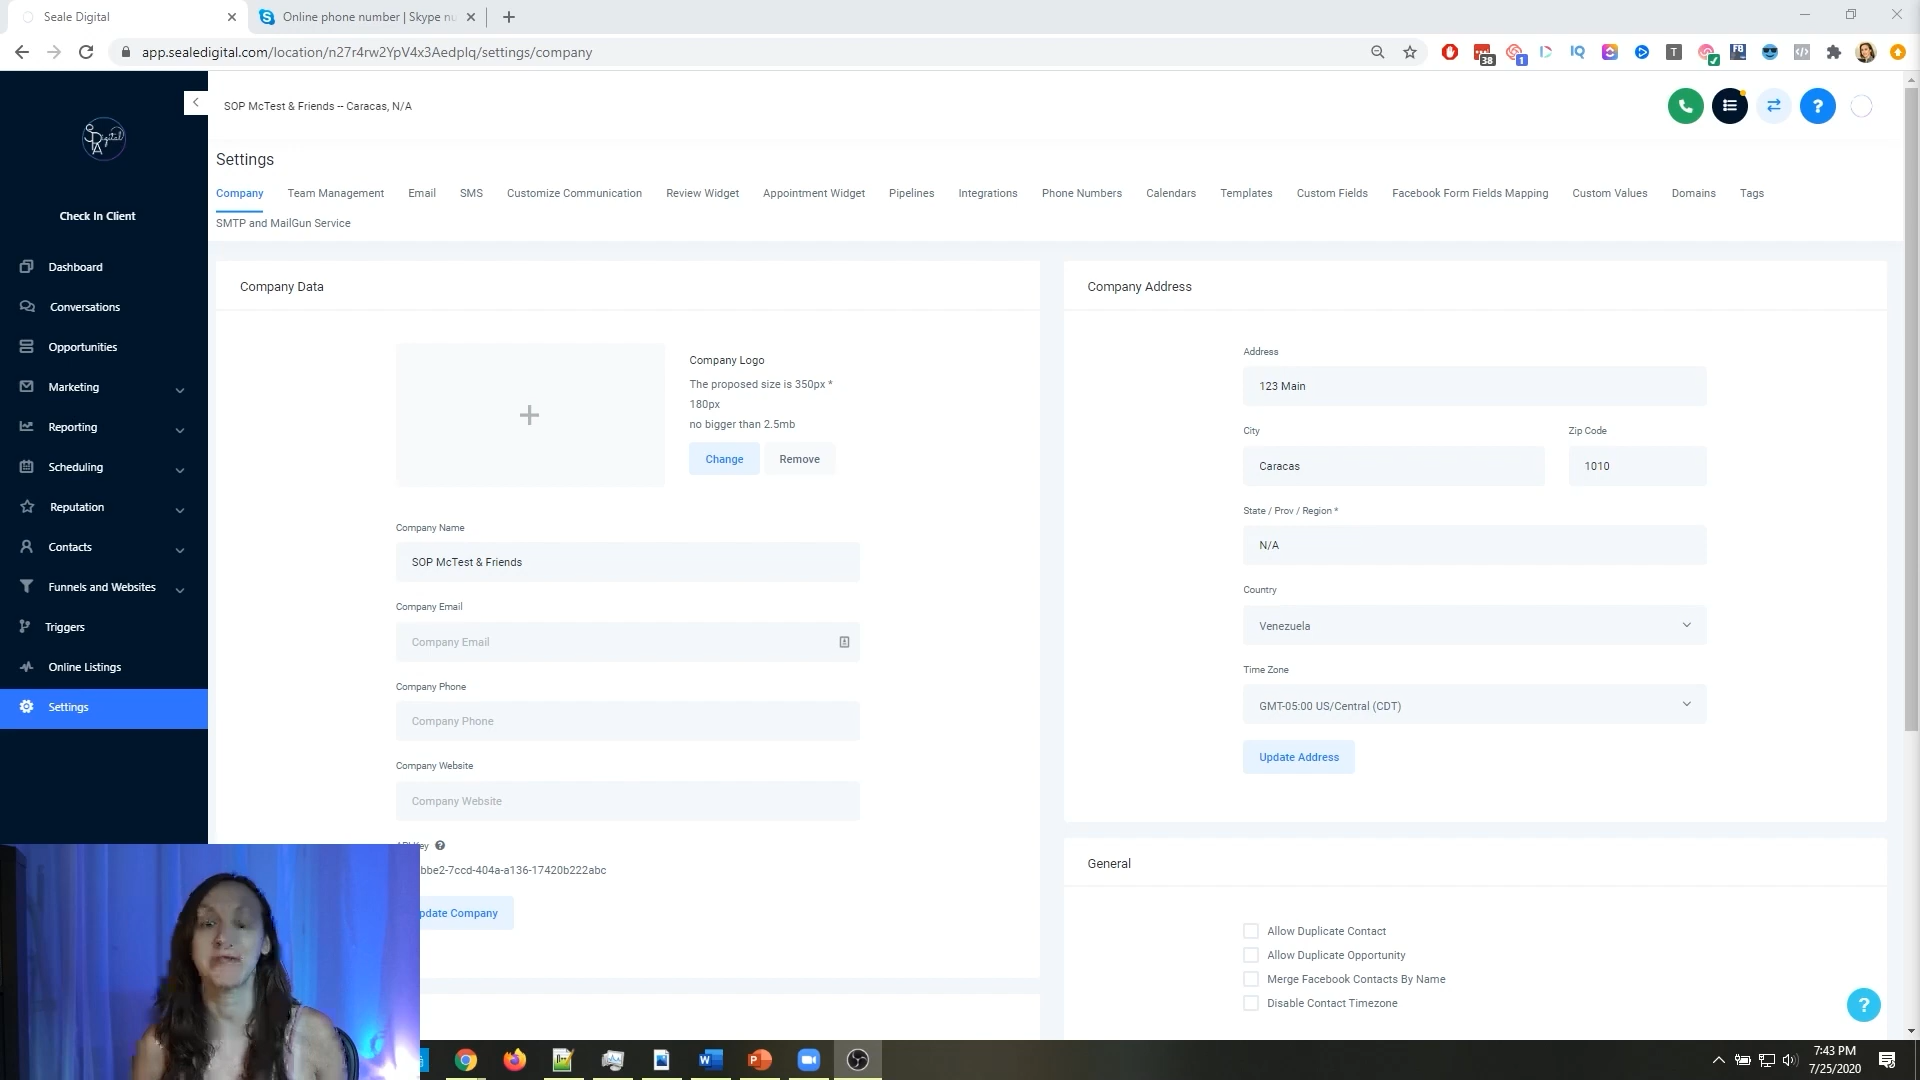 Seale Digital
Online phone number | Skype nu
app.sealedigital.com/location/n27r4rw2YpV4x3Aedplq/settings/company
38
1
IQ
T
FB
SOP McTest & Friends -- Caracas, N/A
Settings
Company
Team Management
Email
SMS
Customize Communication
Review Widget
Appointment Widget
Pipelines
Integrations
Phone Numbers
Calendars
Templates
Custom Fields
Facebook Form Fields Mapping
Custom Values
Domains
Tags
SMTP and MailGun Service
Check In Client
Dashboard
Conversations
Opportunities
Marketing
Reporting
Scheduling
Reputation
Contacts
Funnels and Websites
Triggers
Online Listings
Settings
Company Data
Company Logo
The proposed size is 350px *
180px
no bigger than 2.5mb
Change
Remove
Company Name
SOP McTest & Friends
Company Email
Company Email
Company Phone
Company Phone
Company Website
Company Website
bbe2-7ccd-404a-a136-17420b222abc
pdate Company
Company Address
Address
123 Main
City
Zip Code
Caracas
1010
State / Prov / Region *
N/A
Country
Venezuela
Time Zone
GMT-05:00 US/Central (CDT)
Update Address
General
Allow Duplicate Contact
Allow Duplicate Opportunity
Merge Facebook Contacts By Name
Disable Contact Timezone
7:43 PM
7/25/2020